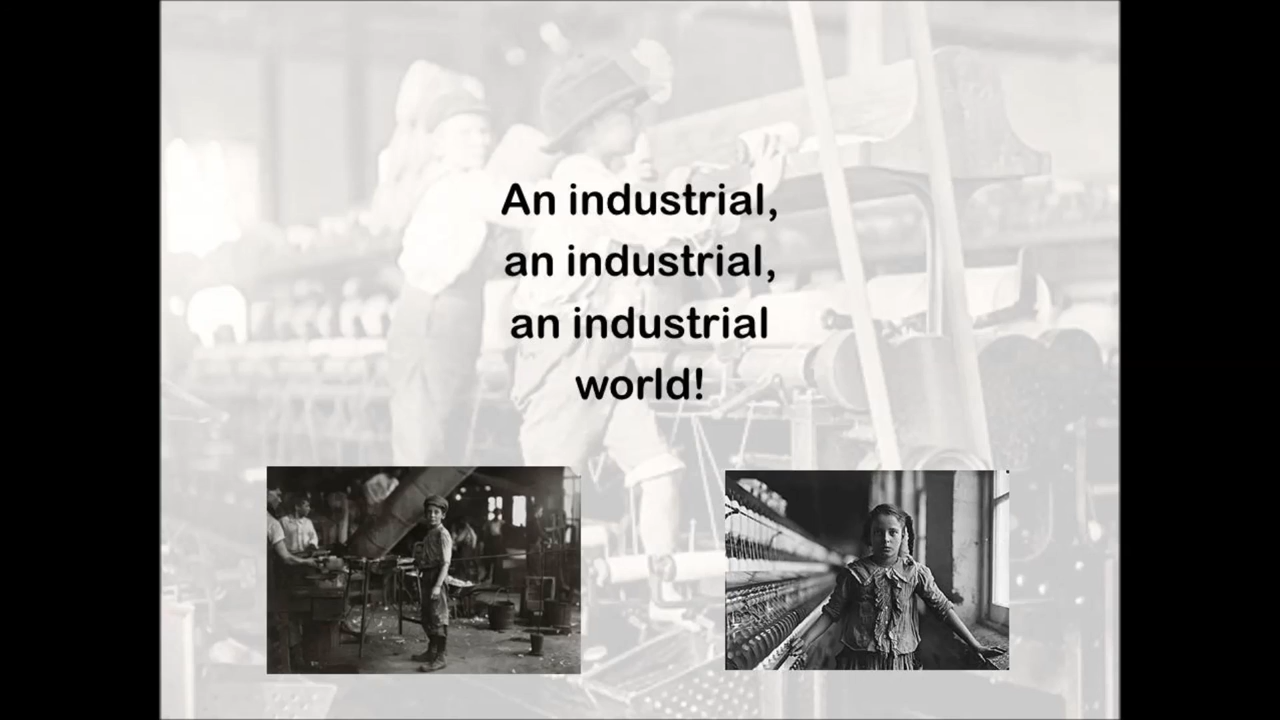 An industrial,
an industrial,
an industrial
world!